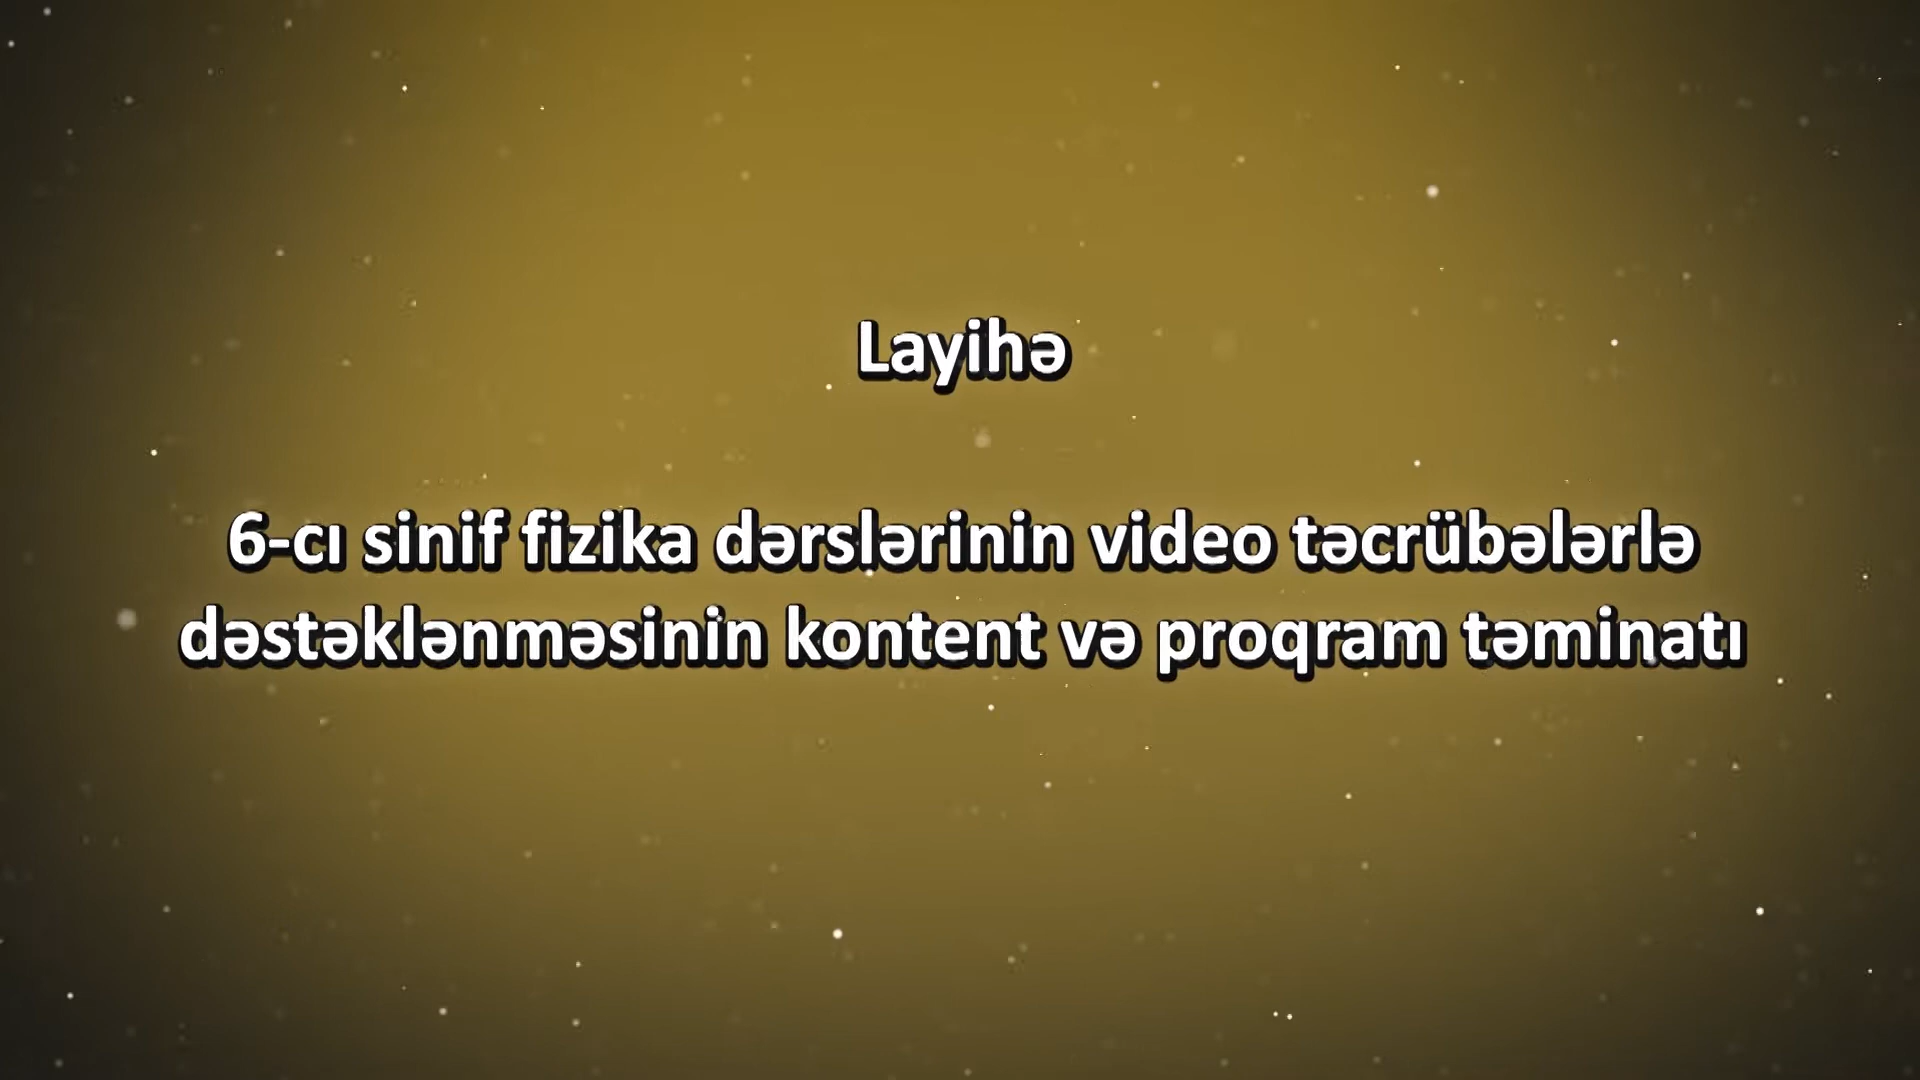 Layihə
6-cı sinif fizika dərslərinin video təcrübələrlə
dəstəklənməsinin kontent və proqram təminatı